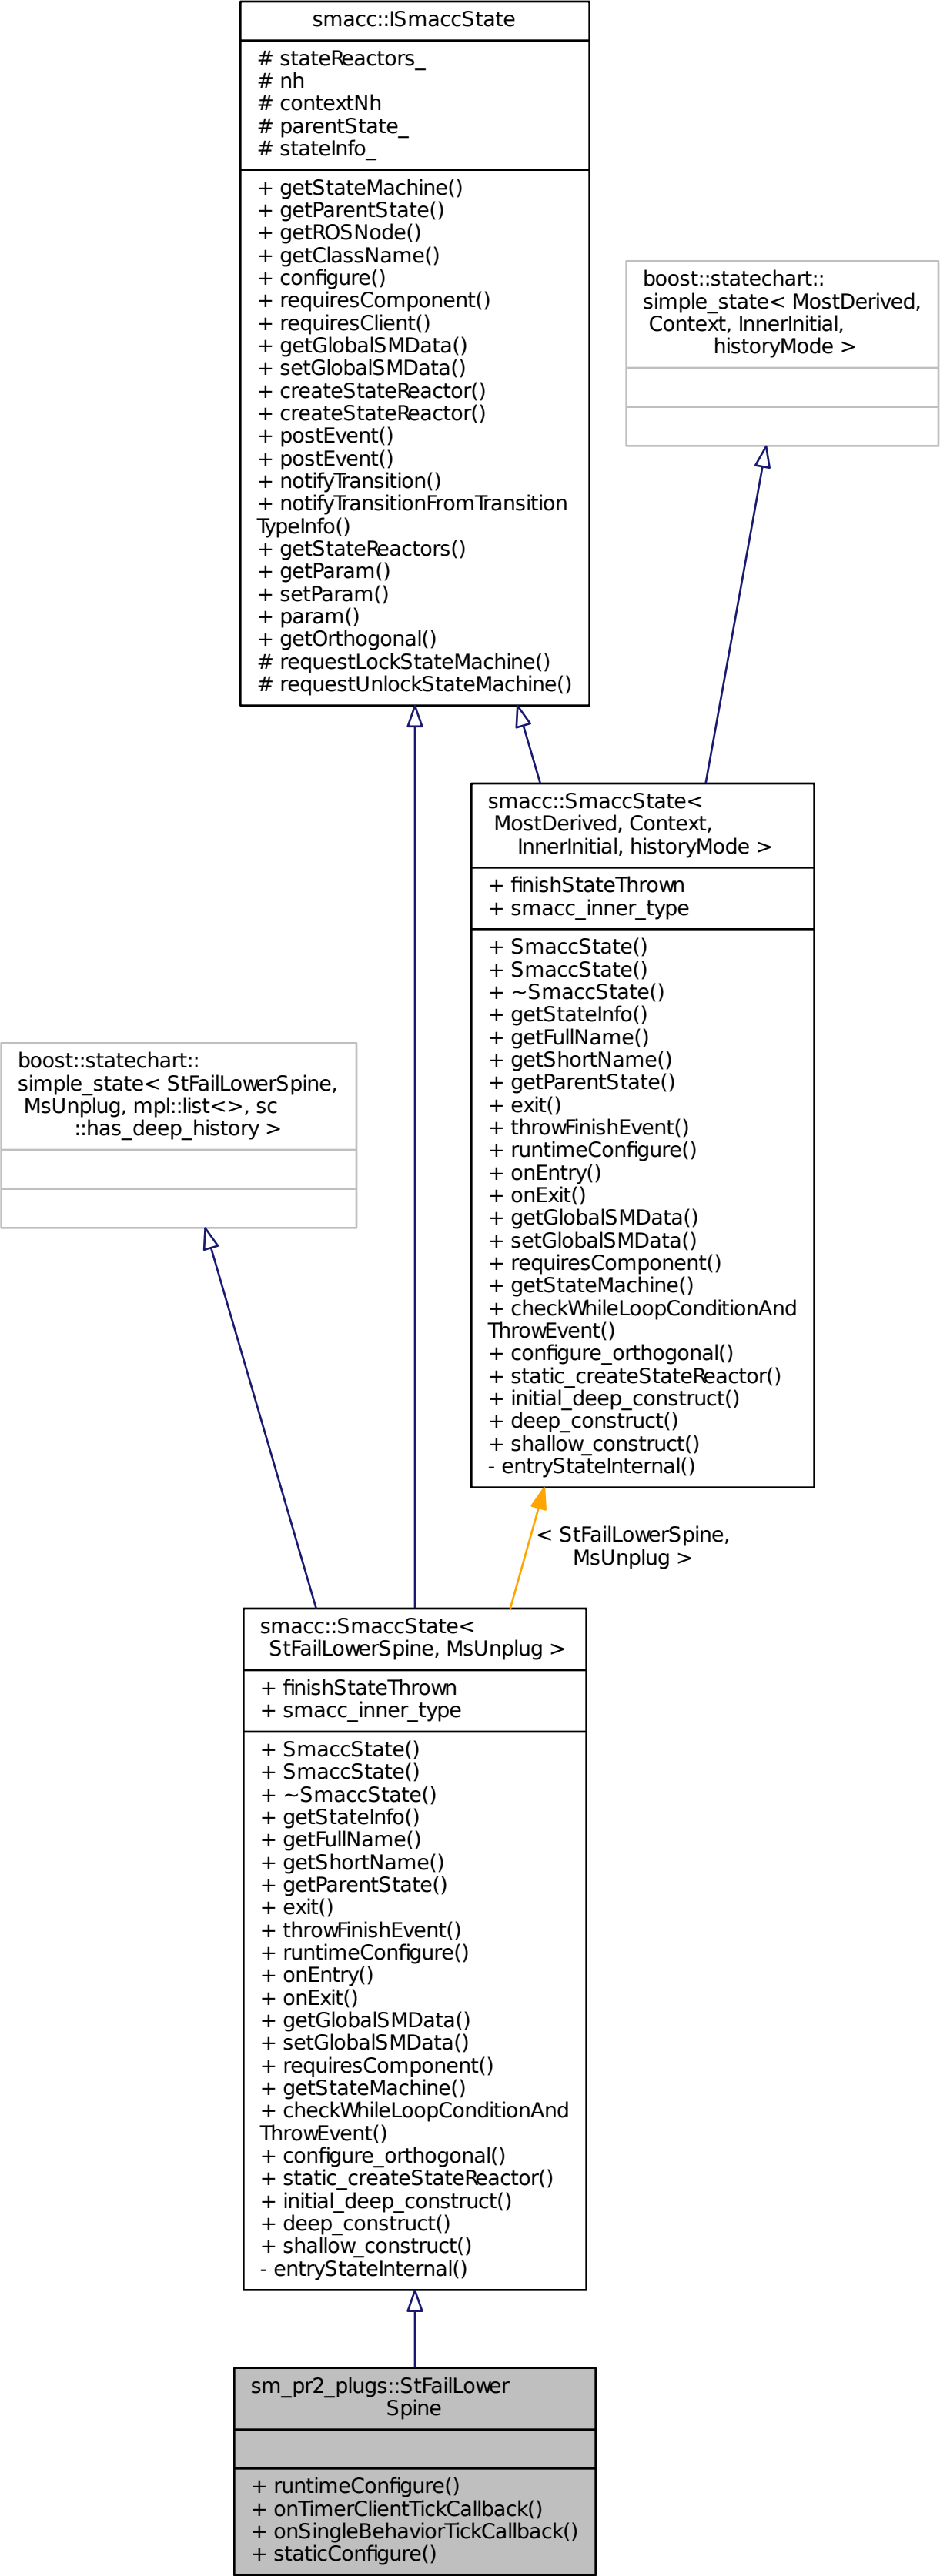 smacc::ISmaccState
# stateReactors_
# nh
# contextNh
# parentState_
# stateInfo_
+ getStateMachine()
+ getParentState()
+ getROSNode()
+ getClassName()
+ configure()
+ requiresComponent()
+ requiresClient()
+ getGlobalSMData()
+ setGlobalSMData()
+ createStateReactor()
+ createStateReactor()
+ postEvent()
+ postEvent()
+ notifyTransition()
+ notifyTransitionFromTransition
TypeInfo()
+ getStateReactors()
+ getParam()
+ setParam()
+ param()
+ getOrthogonal()
# requestLockStateMachine()
# requestUnlockStateMachine()
boost::statechart::
simple_state< MostDerived,
Context, InnerInitial,
historyMode >
smacc::SmaccState<
MostDerived, Context,
InnerInitial, historyMode >
+ finishStateThrown
+ smacc_inner_type
+ SmaccState()
+ SmaccState()
+ ~SmaccState()
+ getStateInfo()
+ getFullName()
+ getShortName()
+ getParentState()
+ exit()
+ throwFinishEvent()
+ runtimeConfigure()
+ onEntry()
+ onExit()
+ getGlobalSMData()
+ setGlobalSMData()
+ requiresComponent()
+ getStateMachine()
+ checkWhileLoopConditionAnd
ThrowEvent()
+ configure_orthogonal()
+ static_createStateReactor()
+ initial_deep_construct()
+ deep_construct()
+ shallow_construct()
- entryStateInternal()
boost::statechart::
simple_state< StFailLowerSpine,
MsUnplug, mpl::list<>, sc
::has_deep_history >
< StFailLowerSpine,
MsUnplug >
smacc::SmaccState<
StFailLowerSpine, MsUnplug >
+ finishStateThrown
+ smacc_inner_type
+ SmaccState()
+ SmaccState()
+ ~SmaccState()
+ getStateInfo()
+ getFullName()
+ getShortName()
+ getParentState()
+ exit()
+ throwFinishEvent()
+ runtimeConfigure()
+ onEntry()
+ onExit()
+ getGlobalSMData()
+ setGlobalSMData()
+ requiresComponent()
+ getStateMachine()
+ checkWhileLoopConditionAnd
ThrowEvent()
+ configure_orthogonal()
+ static_createStateReactor()
+ initial_deep_construct()
+ deep_construct()
+ shallow_construct()
- entryStateInternal()
sm_pr2_plugs::StFailLower
Spine
+ runtimeConfigure()
+ onTimerClientTickCallback()
+ onSingleBehaviorTickCallback()
+ staticConfigure()